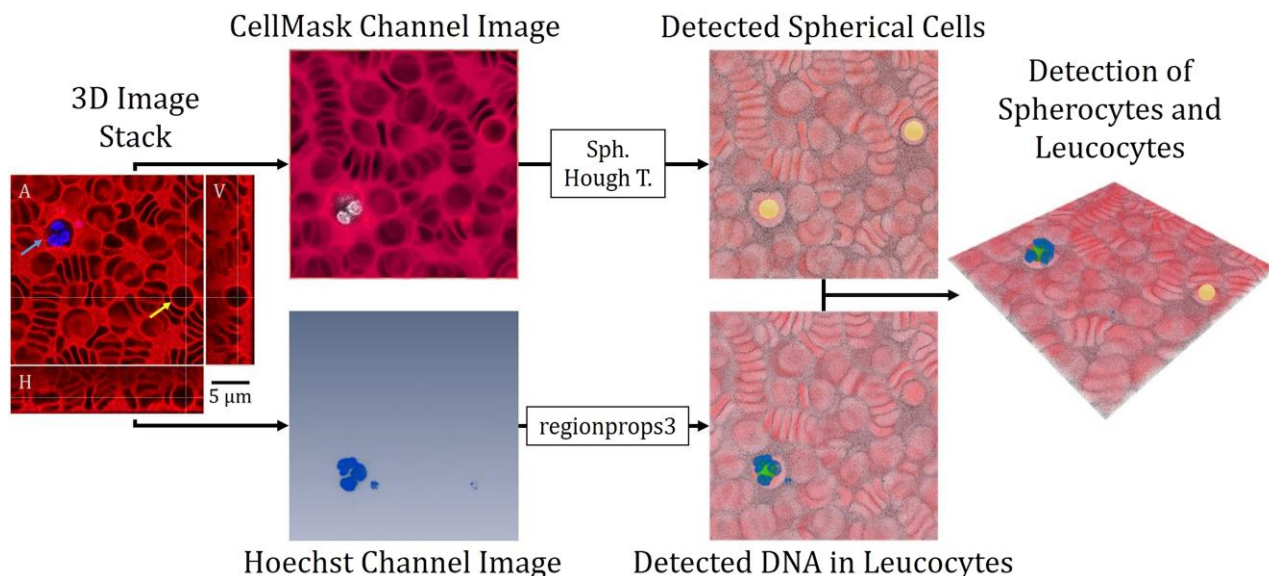 CellMask Channel Image
Detected Spherical Cells
3D Image
Stack
Detection of
Spherocytes and
Leucocytes
Sph.
Hough T.
A
V
H
5 µm
regionprops3
Hoechst Channel Image
Detected DNA in Leucocytes